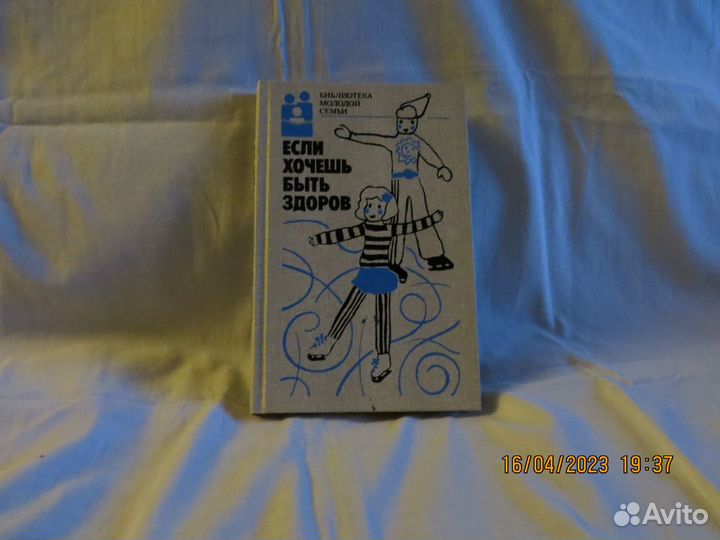 БИБЛИОТЕКА
МОЛОДОЙ
СЕМЬИ
ЕСЛИ
ХОЧЕШЬ
БЫТЬ
ЗДОРОВ
16/04/2023 19:37
Avito